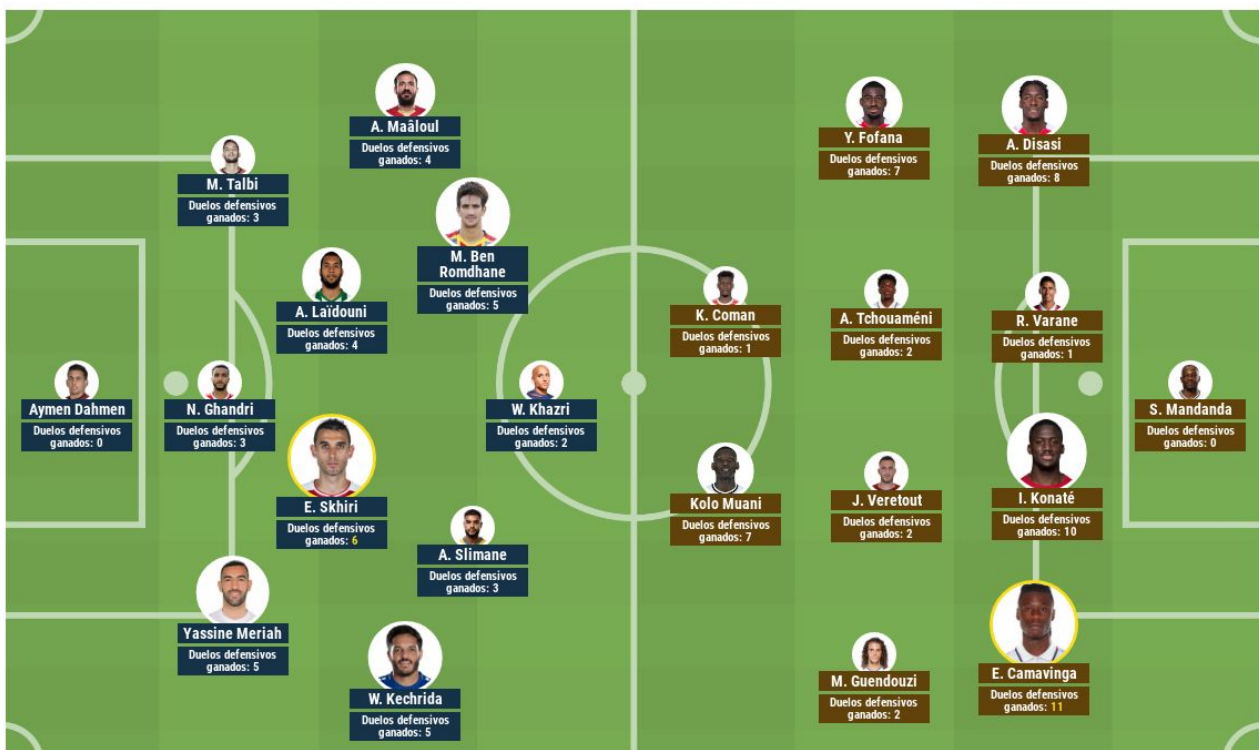 A. Maâloul
Duelos defensivos
ganados: 4
M. Talbi
Duelos defensivos
ganados: 3
M. Ben
Romdhane
Duelos defensivos
ganados: 5
A. Laïdouni
Duelos defensivos
ganados: 4
Aymen Dahmen
Duelos defensivos
ganados: 0
N. Ghandri
Duelos defensivos
ganados: 3
W. Khazri
Duelos defensivos
ganados: 2
E. Skhiri
Duelos defensivos
ganados: 6
A. Slimane
Duelos defensivos
ganados: 3
Yassine Meriah
Duelos defensivos
ganados: 5
W. Kechrida
Duelos defensivos
ganados: 5
Y. Fofana
Duelos defensivos
ganados: 7
A. Disasi
Duelos defensivos
ganados: 8
K. Coman
Duelos defensivos
ganados: 1
A. Tchouaméni
Duelos defensivos
ganados: 2
R. Varane
Duelos defensivos
ganados: 1
S. Mandanda
Duelos defensivos
ganados: 0
Kolo Muani
Duelos defensivos
ganados: 7
J. Veretout
Duelos defensivos
ganados: 2
I. Konaté
Duelos defensivos
ganados: 10
M. Guendouzi
Duelos defensivos
ganados: 2
E. Camavinga
Duelos defensivos
ganados: 11